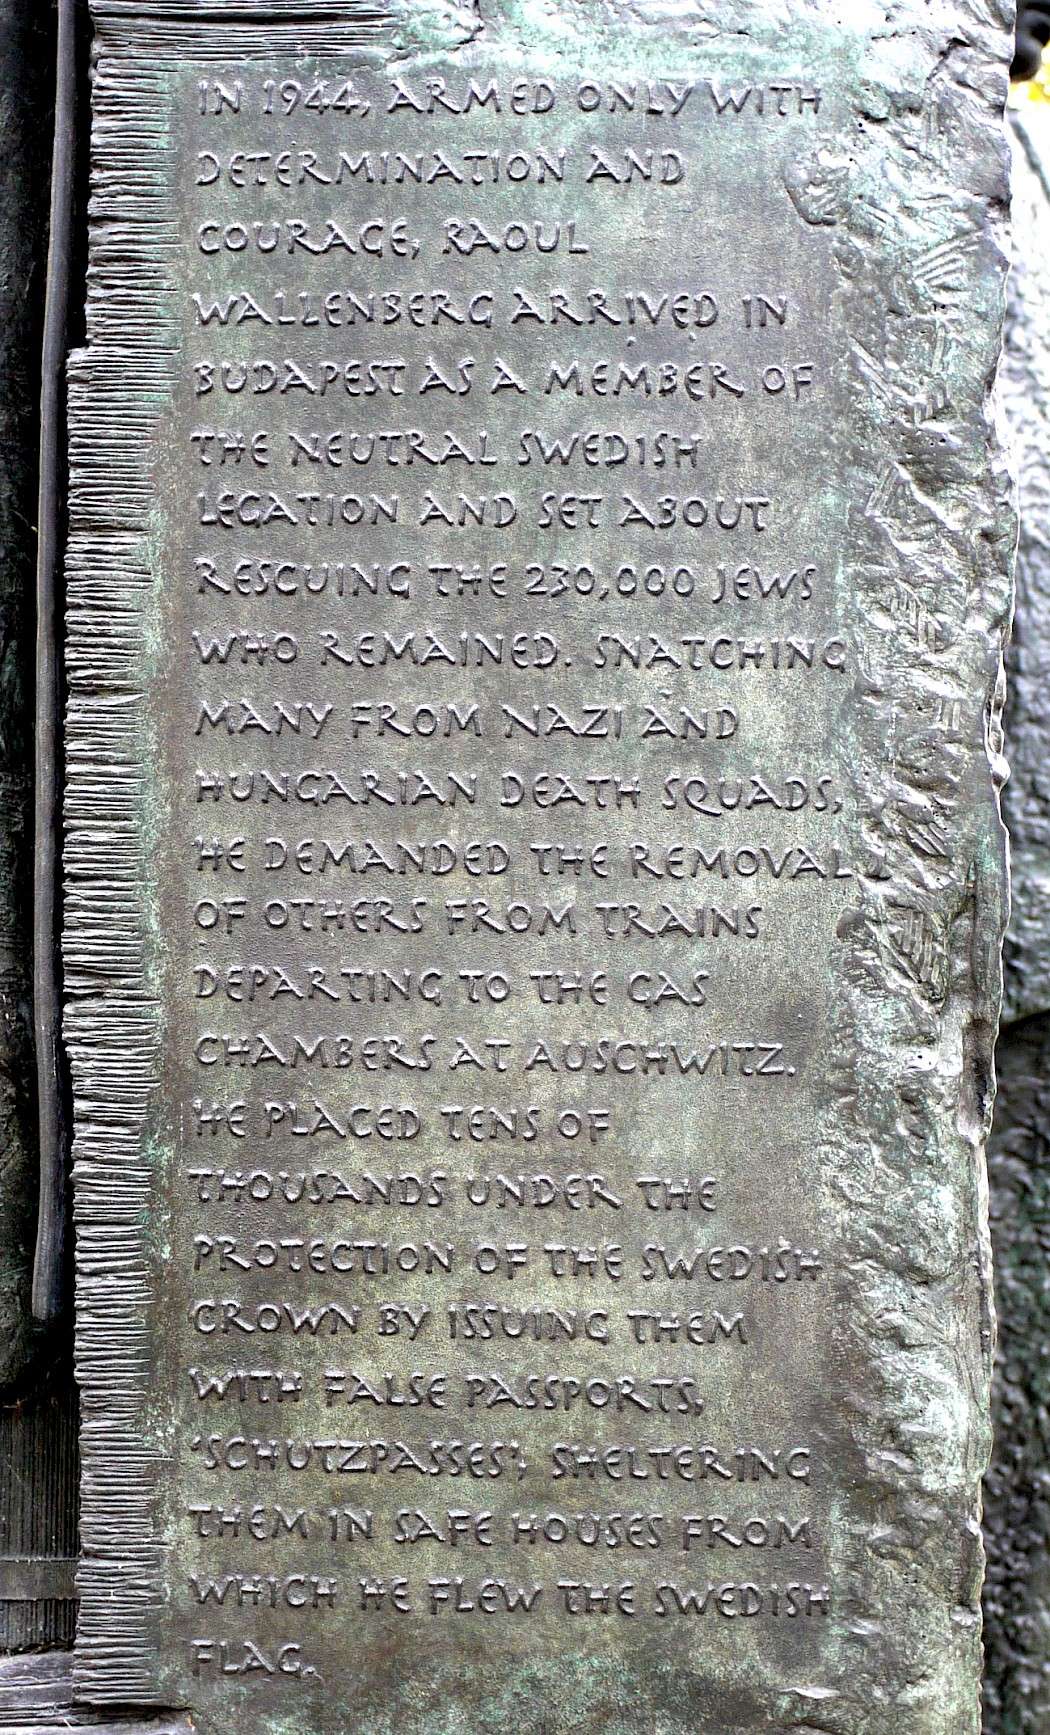 IN 1944, ARMED ONLY WITH
DETERMINATION AND
COURAGE, RAOUL
WALLENBERG ARRIVED IN
BUDAPEST AS A MEMBER OF
THE NEUTRAL SWEDISH
LEGATION AND SET ABOUT
RESCUING THE 230,000 JEWS
WHO REMAINED. SNATCHING
MANY FROM NAZI AND
HUNGARIAN DEATH SQUADS,
HE DEMANDED THE REMOVAL
OF OTHERS FROM TRAINS
DEPARTING TO THE GAS
CHAMBERS AT AUSCHWITZ.
HE PLACED TENS OF
THOUSANDS UNDER THE
PROTECTION OF THE SWEDISH
CROWN BY ISSUING THEM
WITH FALSE PASSPORTS,
'SCHUTZPASSES', SHELTERING
THEM IN SAFE HOUSES FROM
WHICH HE FLEW THE SWEDISH
FLAG.